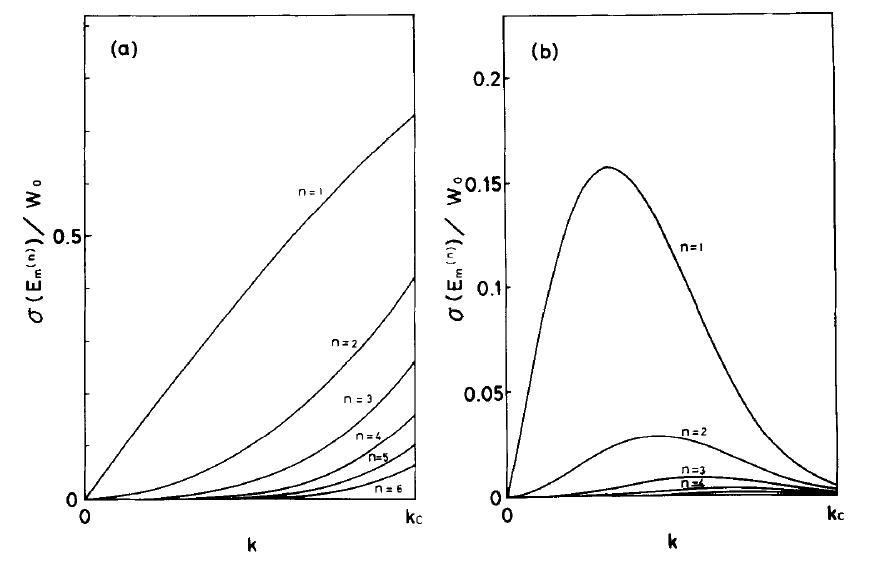 (a)
σ(Em(n))/W0
0.5
0
n=1
n=2
n=3
n=4
n=5
n=6
0
kc
k
(b)
σ(Em(n))/W0
0.2
0.15
0.1
0.05
0
n=1
n=2
n=3
n=4
0
kc
k